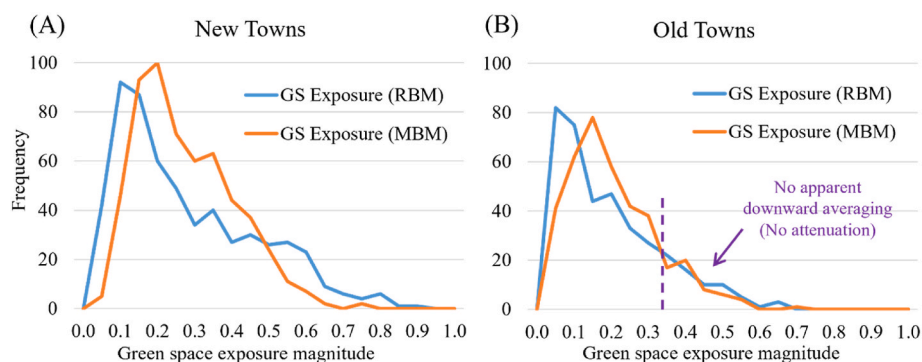 (A)
New Towns
100
80
60
40
20
0
Frequency
GS Exposure (RBM)
GS Exposure (MBM)
0.0 0.1 0.2 0.3 0.4 0.5 0.6 0.7 0.8 0.9 1.0
Green space exposure magnitude
(B)
Old Towns
100
80
60
40
20
0
GS Exposure (RBM)
GS Exposure (MBM)
No apparent
downward averaging
(No attenuation)
0.0 0.1 0.2 0.3 0.4 0.5 0.6 0.7 0.8 0.9 1.0
Green space exposure magnitude